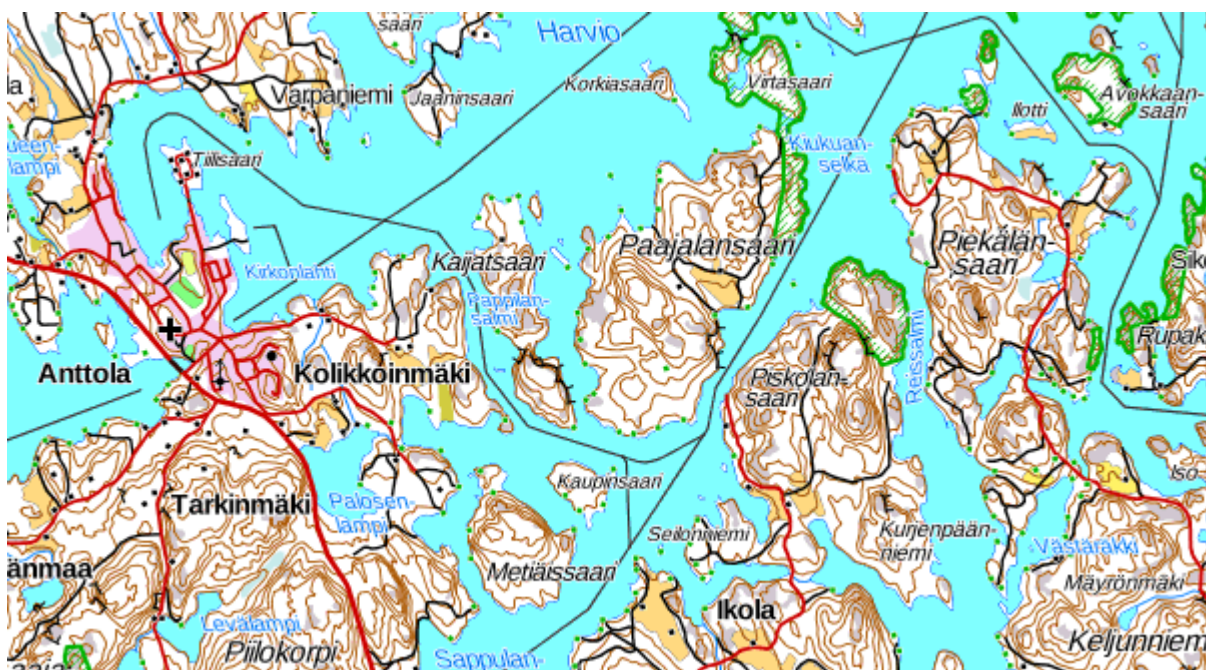 saari
Harvio
Varpaniemi
Jaaninsaari
Korkiasaari
Virtasaari
Avokkaan-
saari
Ilotti
Kiukuan-
selkä
lampi
Tiilisaari
Kirkonlahti
Kaijatsaari
Pappilan-
salmi
Paajalansaari
Piekälän-
saari
Anttola
Kolikkoinmäki
Piskolan-
saari
Reissalmi
Tarkinmäki
Palosen-
lampi
Kaupinsaari
Metiäissaari
Seilonniemi
Kurjenpään-
niemi
Iso-
Västäräkki
Mäyrönmäki
änmaa
Levälampi
Piilokorpi
Ikola
Keljunniem
Sappulan-